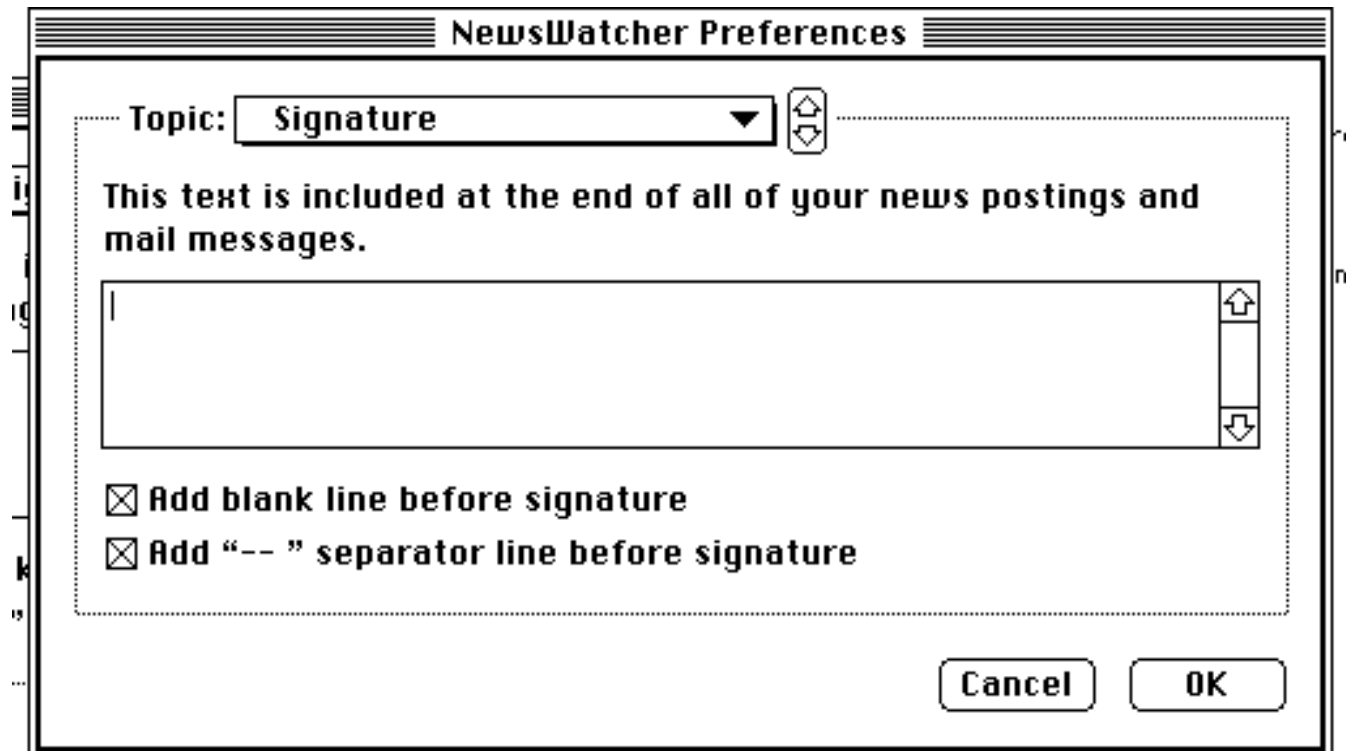 NewsWatcher Preferences
Topic: Signature
This text is included at the end of all of your news postings and
mail messages.
Add blank line before signature
Add “-- ” separator line before signature
Cancel OK